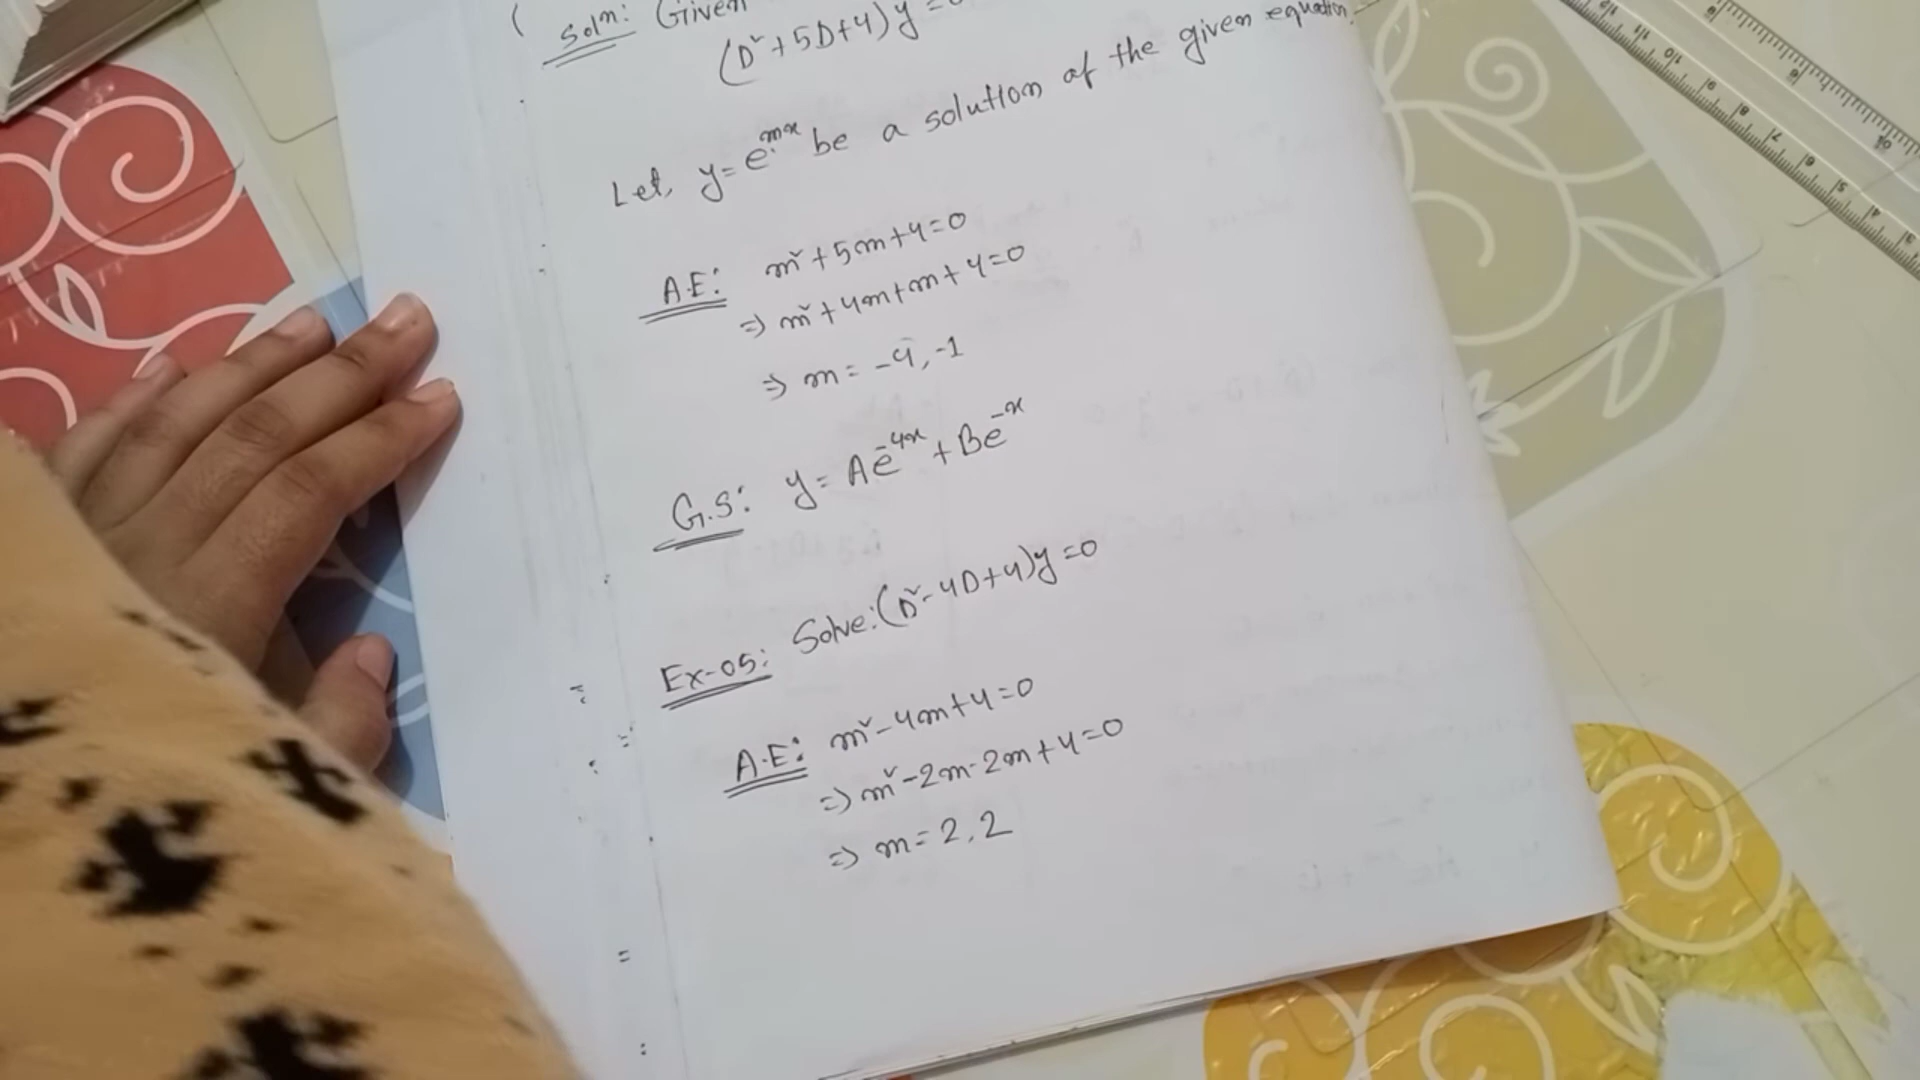 Soln: Given
(D²+5D+4)y=0
Let, y=e^mx be a solution of the given equation.
A.E: m²+5m+4=0
⇒ m²+4m+m+4=0
⇒ m=-4,-1
G.S: y=Ae^-4x+Be^-x
Ex-05: Solve:(D²-4D+4)y=0
A.E: m²-4m+4=0
⇒ m²-2m-2m+4=0
⇒ m=2,2